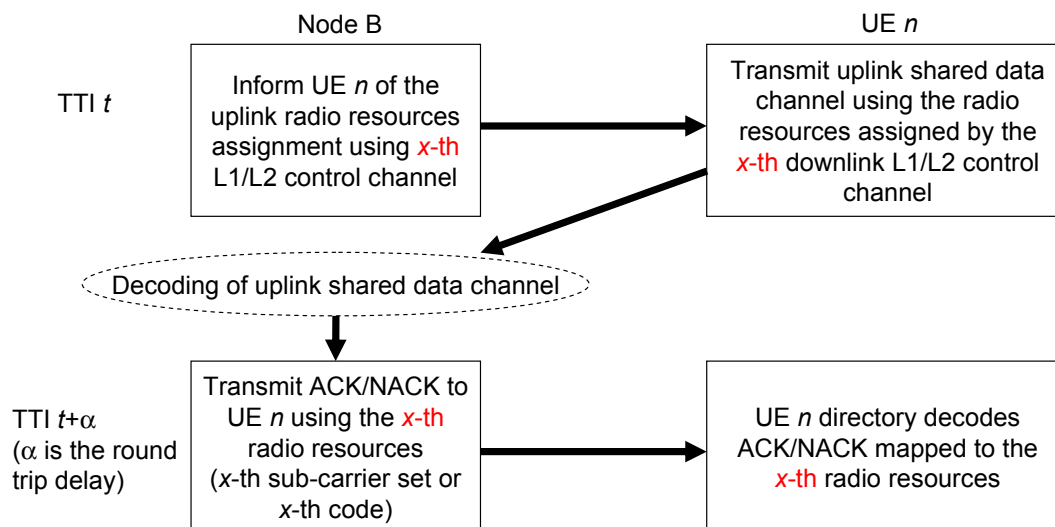 Node B
UE n
TTI t
Inform UE n of the
uplink radio resources
assignment using x-th
L1/L2 control channel
Transmit uplink shared data
channel using the radio
resources assigned by the
x-th downlink L1/L2 control
channel
Decoding of uplink shared data channel
TTI t+α
(α is the round
trip delay)
Transmit ACK/NACK to
UE n using the x-th
radio resources
(x-th sub-carrier set or
x-th code)
UE n directory decodes
ACK/NACK mapped to the
x-th radio resources